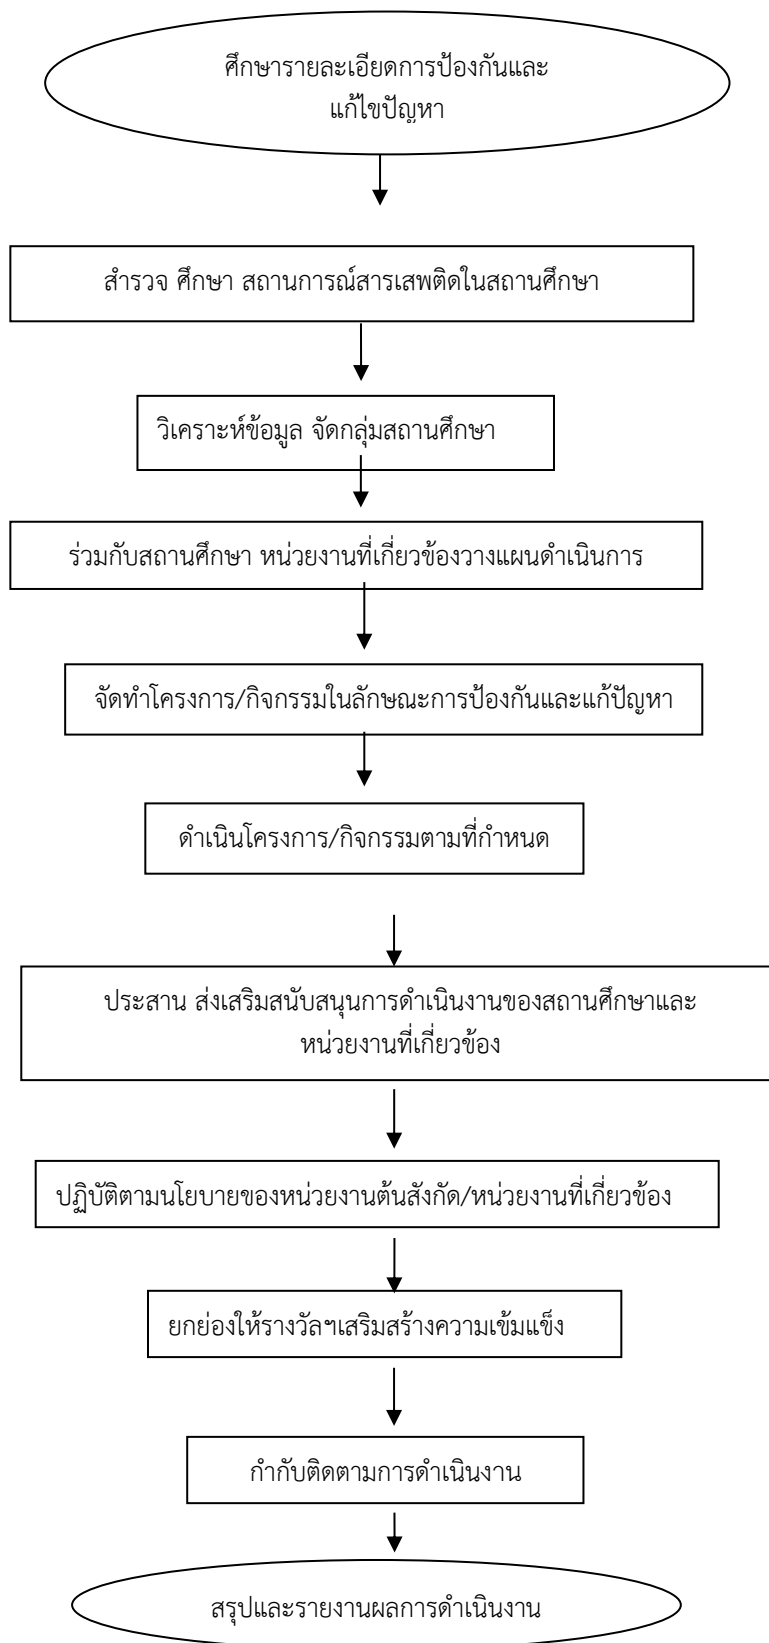 ศึกษารายละเอียดการป้องกันและ
แก้ไขปัญหา
สำรวจ ศึกษา สถานการณ์สารเสพติดในสถานศึกษา
วิเคราะห์ข้อมูล จัดกลุ่มสถานศึกษา
ร่วมกับสถานศึกษา หน่วยงานที่เกี่ยวข้องวางแผนดำเนินการ
จัดทำโครงการ/กิจกรรมในลักษณะการป้องกันและแก้ปัญหา
ดำเนินโครงการ/กิจกรรมตามที่กำหนด
ประสาน ส่งเสริมสนับสนุนการดำเนินงานของสถานศึกษาและ
หน่วยงานที่เกี่ยวข้อง
ปฏิบัติตามนโยบายของหน่วยงานต้นสังกัด/หน่วยงานที่เกี่ยวข้อง
ยกย่องให้รางวัลฯเสริมสร้างความเข้มแข็ง
กำกับติดตามการดำเนินงาน
สรุปและรายงานผลการดำเนินงาน